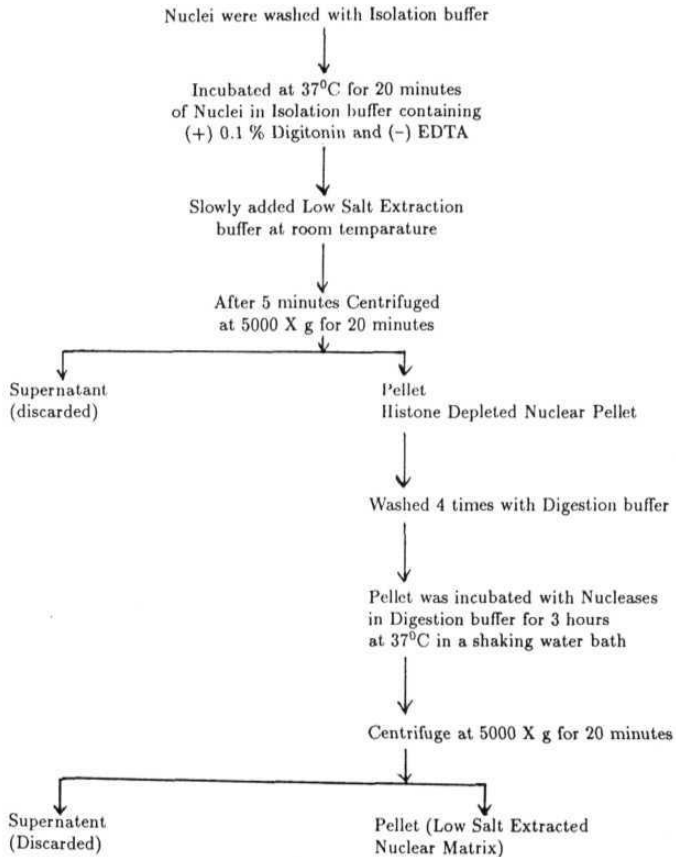 Nuclei were washed with Isolation buffer
Incubated at 37⁰C for 20 minutes
of Nuclei in Isolation buffer containing
(+) 0.1 % Digitonin and (−) EDTA
Slowly added Low Salt Extraction
buffer at room temparature
After 5 minutes Centrifuged
at 5000 X g for 20 minutes
Supernatant
(discarded)
Pellet
Histone Depleted Nuclear Pellet
Washed 4 times with Digestion buffer
Pellet was incubated with Nucleases
in Digestion buffer for 3 hours
at 37⁰C in a shaking water bath
Centrifuge at 5000 X g for 20 minutes
Supernatent
(Discarded)
Pellet (Low Salt Extracted
Nuclear Matrix)